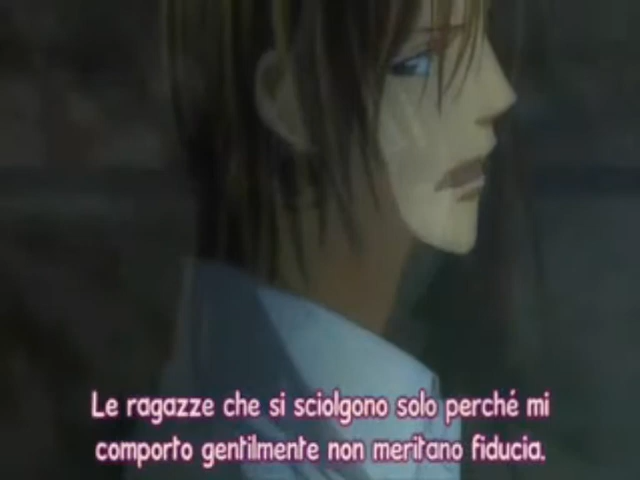 Le ragazze che si sciolgono solo perché mi
comporto gentilmente non meritano fiducia.